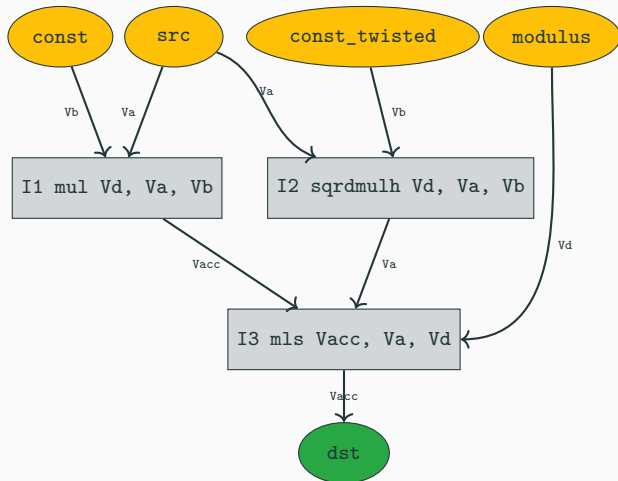 const
src
const_twisted
modulus
Va
Vb
Va
Vb
I1 mul Vd, Va, Vb
I2 sqrdmulh Vd, Va, Vb
Vd
Vacc
Va
I3 mls Vacc, Va, Vd
Vacc
dst